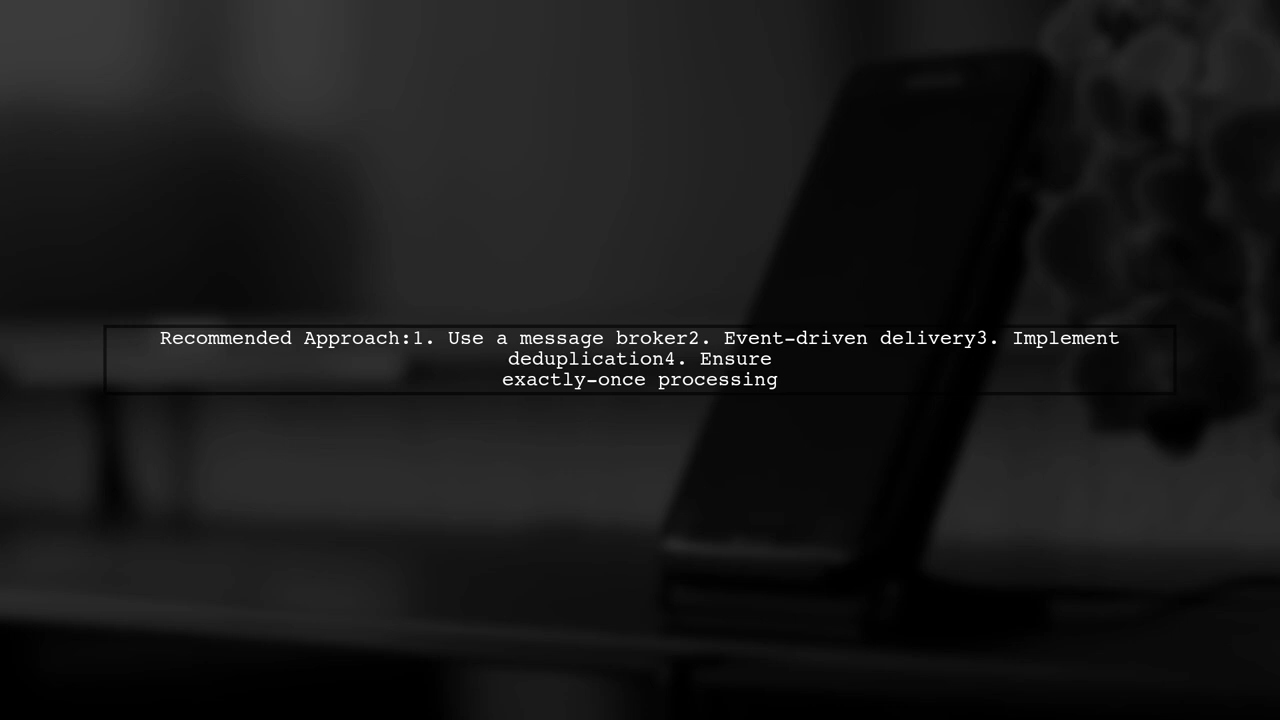 Recommended Approach:1. Use a message broker2. Event-driven delivery3. Implement
deduplication4. Ensure
exactly-once processing